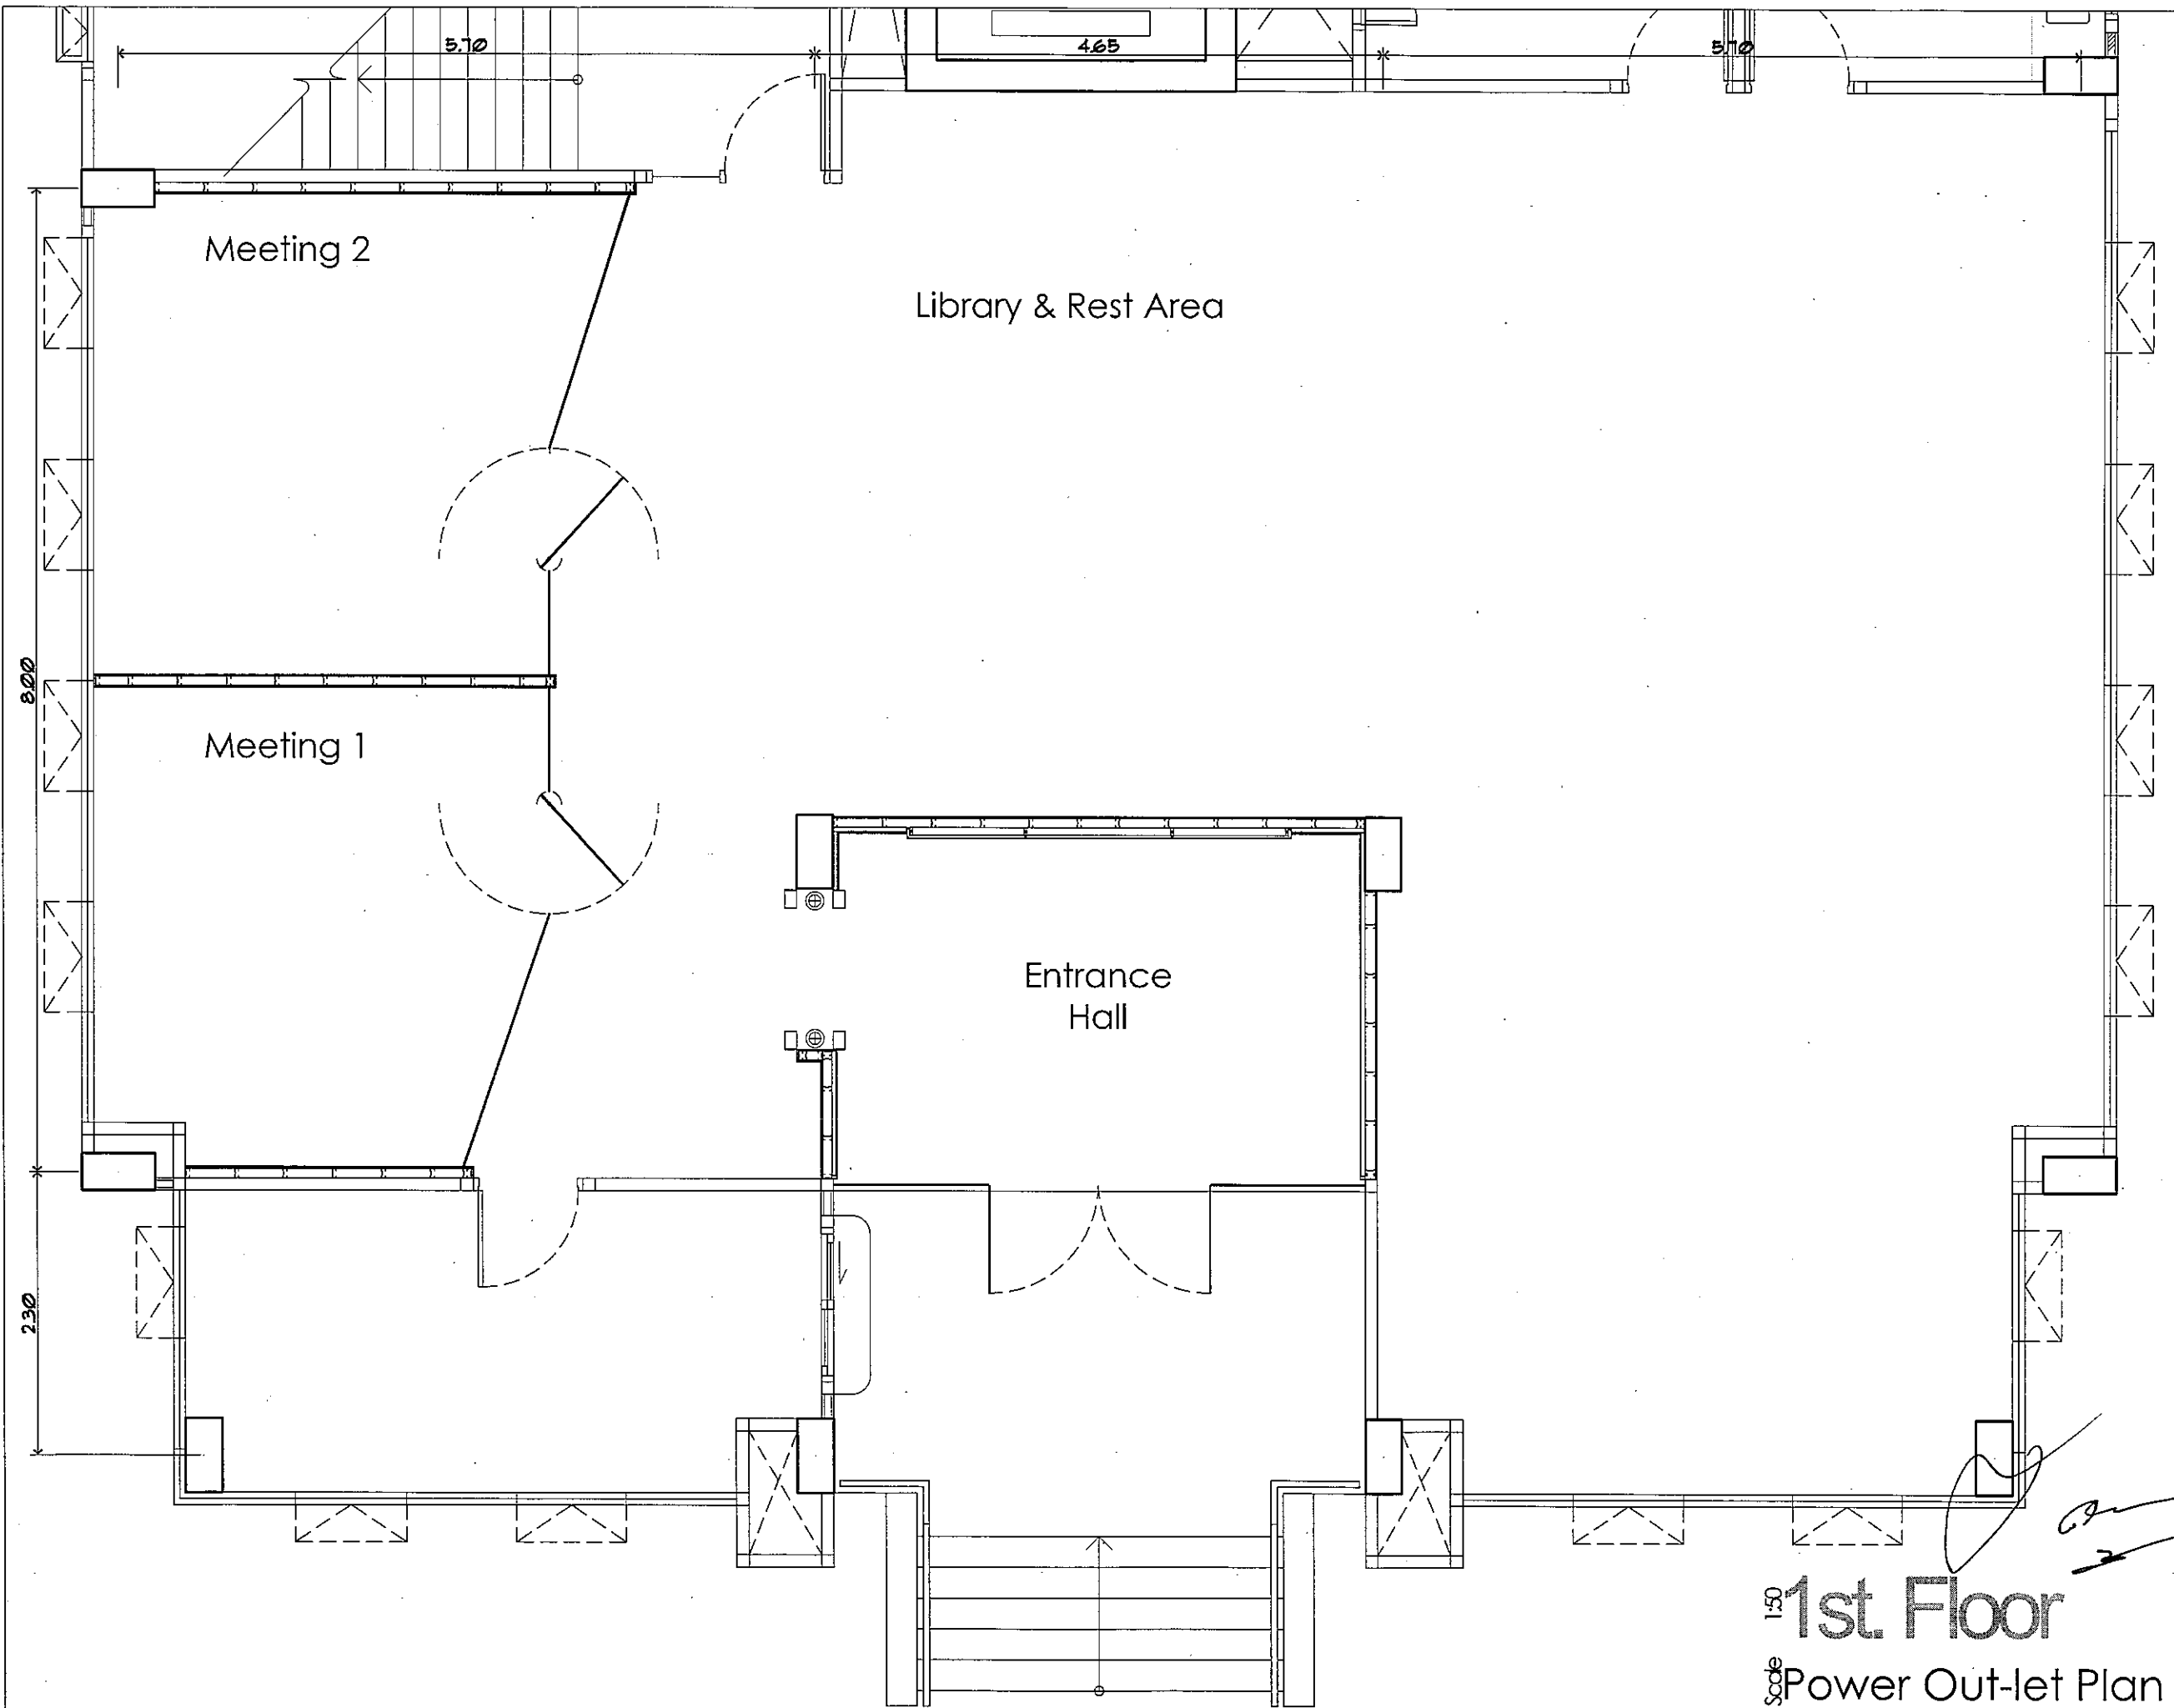 5.70
4.65
5.70
Meeting 2
Library & Rest Area
8.00
Meeting 1
Entrance
Hall
2.30
Scale 1:50
1st. Floor
Power Out-let Plan